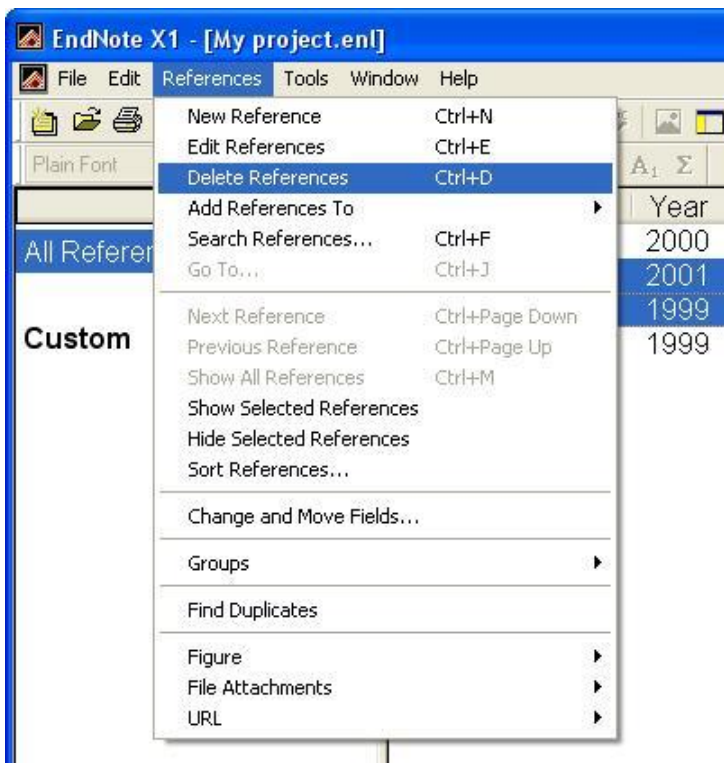 EndNote X1 - [My project.enl]
File Edit References Tools Window Help
New Reference Ctrl+N
Edit References Ctrl+E
Plain Font
Delete References Ctrl+D
A₁ Σ
Add References To
Year
All Referen
Search References... Ctrl+F
2000
Go To... Ctrl+J
2001
Next Reference Ctrl+Page Down
1999
Custom
Previous Reference Ctrl+Page Up
1999
Show All References Ctrl+M
Show Selected References
Hide Selected References
Sort References...
Change and Move Fields...
Groups
Find Duplicates
Figure
File Attachments
URL